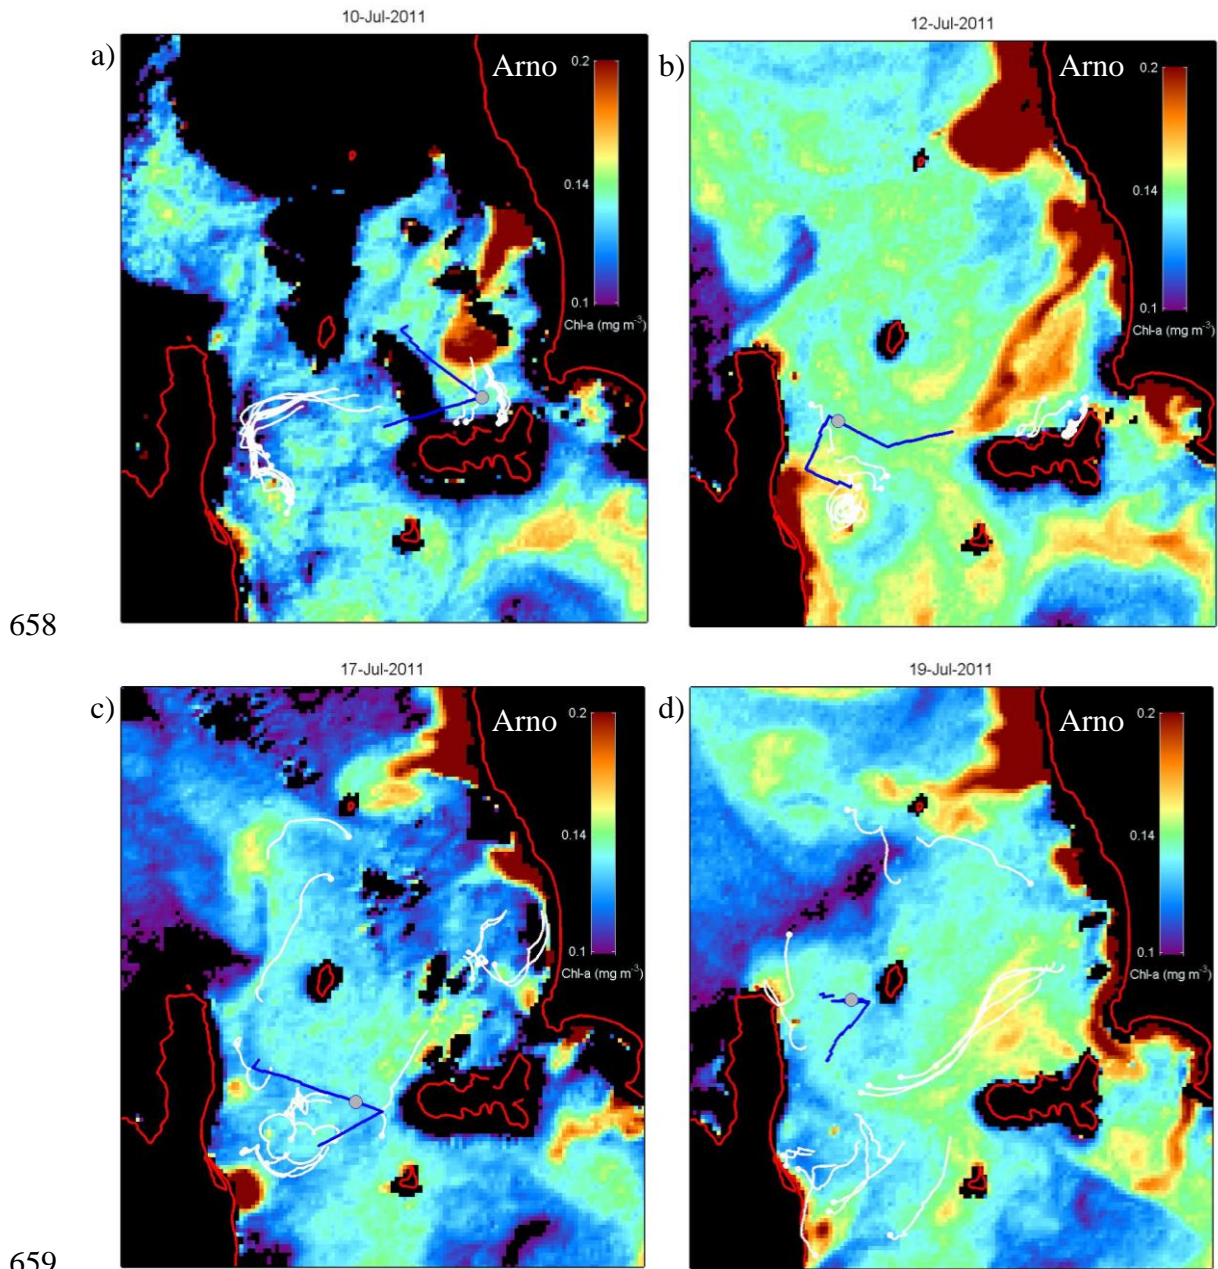 10-Jul-2011
12-Jul-2011
a)
Arno
0.2
0.14
0.1
Chl-a (mg m⁻³)
b)
Arno
0.2
0.14
0.1
Chl-a (mg m⁻³)
658
17-Jul-2011
19-Jul-2011
c)
Arno
0.2
0.14
0.1
Chl-a (mg m⁻³)
d)
Arno
0.2
0.14
0.1
Chl-a (mg m⁻³)
659